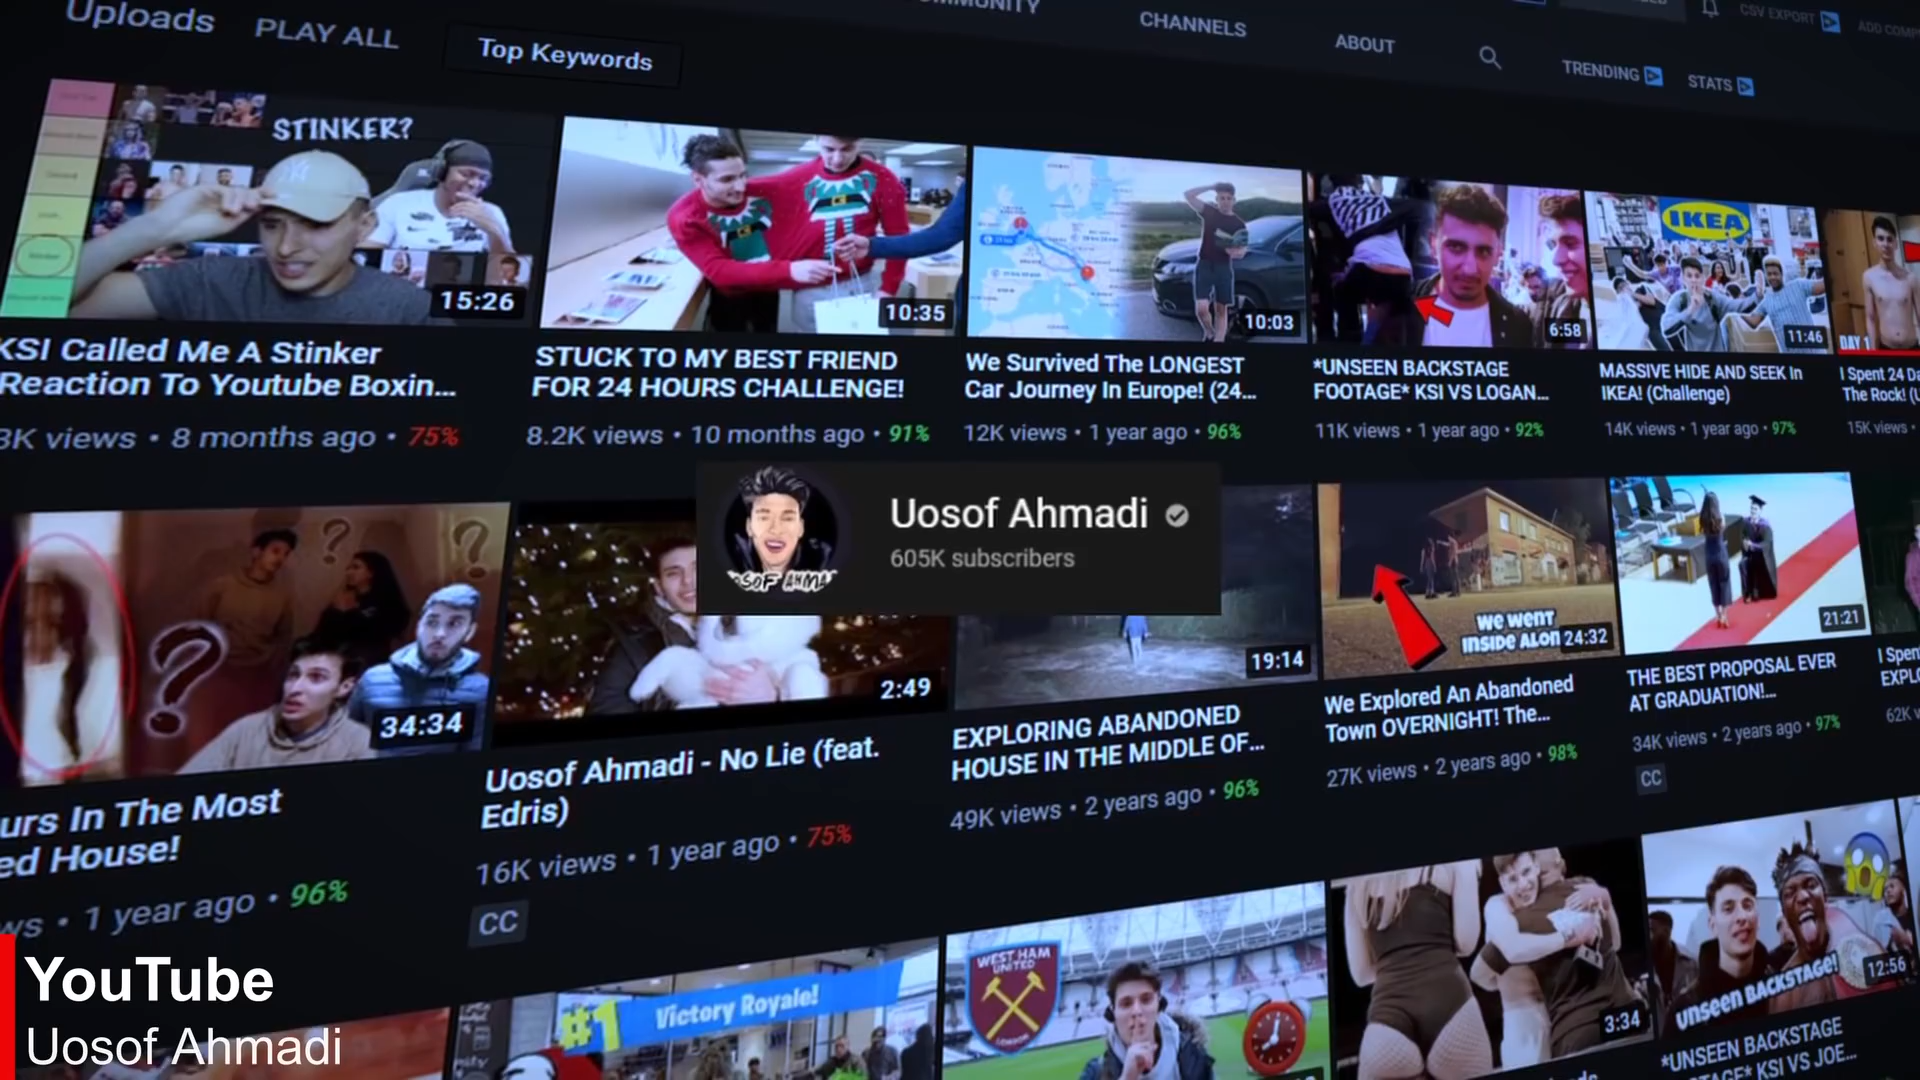 Uploads
PLAY ALL
Top Keywords
CHANNELS
ABOUT
TRENDING
STATS
CSV EXPORT
STINKER?
15:26
10:35
10:03
6:58
IKEA
11:46
DAY 1
KSI Called Me A Stinker
Reaction To Youtube Boxin...
STUCK TO MY BEST FRIEND
FOR 24 HOURS CHALLENGE!
We Survived The LONGEST
Car Journey In Europe! (24...
*UNSEEN BACKSTAGE
FOOTAGE* KSI VS LOGAN...
MASSIVE HIDE AND SEEK In
IKEA! (Challenge)
I Spent 24 Da
The Rock! (U
3K views • 8 months ago • 75%
8.2K views • 10 months ago • 91%
12K views • 1 year ago • 96%
11K views • 1 year ago • 92%
14K views • 1 year ago • 97%
15K views •
Uosof Ahmadi
605K subscribers
34:34
2:49
19:14
WE WENT
INSIDE ALON
24:32
21:21
urs In The Most
ed House!
Uosof Ahmadi - No Lie (feat.
Edris)
EXPLORING ABANDONED
HOUSE IN THE MIDDLE OF...
We Explored An Abandoned
Town OVERNIGHT! The...
THE BEST PROPOSAL EVER
AT GRADUATION!...
I Spen
EXPL
ws • 1 year ago • 96%
16K views • 1 year ago • 75%
49K views • 2 years ago • 96%
27K views • 2 years ago • 98%
34K views • 2 years ago • 97%
62K v
CC
CC
#1 Victory Royale!
WEST HAM
UNITED
LONDON
3:34
UNSEEN BACKSTAGE!
12:56
*UNSEEN BACKSTAGE
KSI VS JOE...
YouTube
Uosof Ahmadi